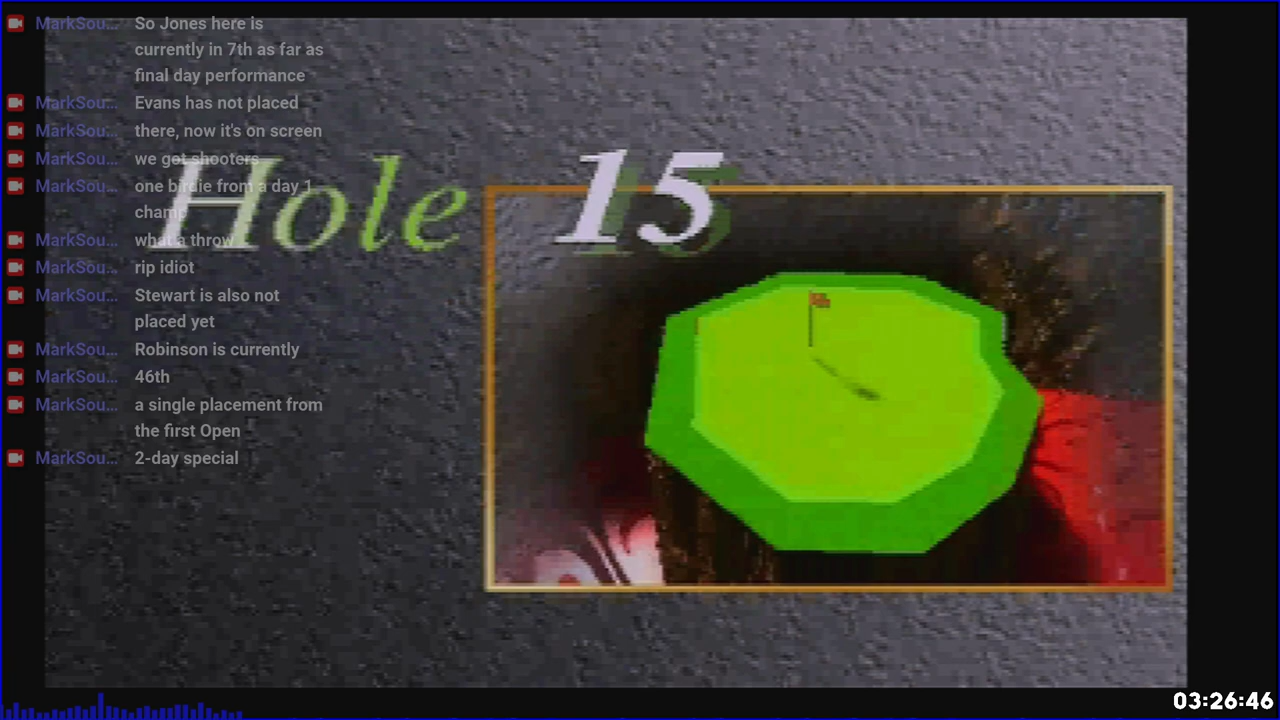 MarkSou... So Jones here is
currently in 7th as far as
final day performance
MarkSou... Evans has not placed
MarkSou... there, now it's on screen
MarkSou... we got shooters
MarkSou... one birdie from a day 1
champ
MarkSou... what a throw
MarkSou... rip idiot
MarkSou... Stewart is also not
placed yet
MarkSou... Robinson is currently
MarkSou... 46th
MarkSou... a single placement from
the first Open
MarkSou... 2-day special
Hole 15
03:26:46